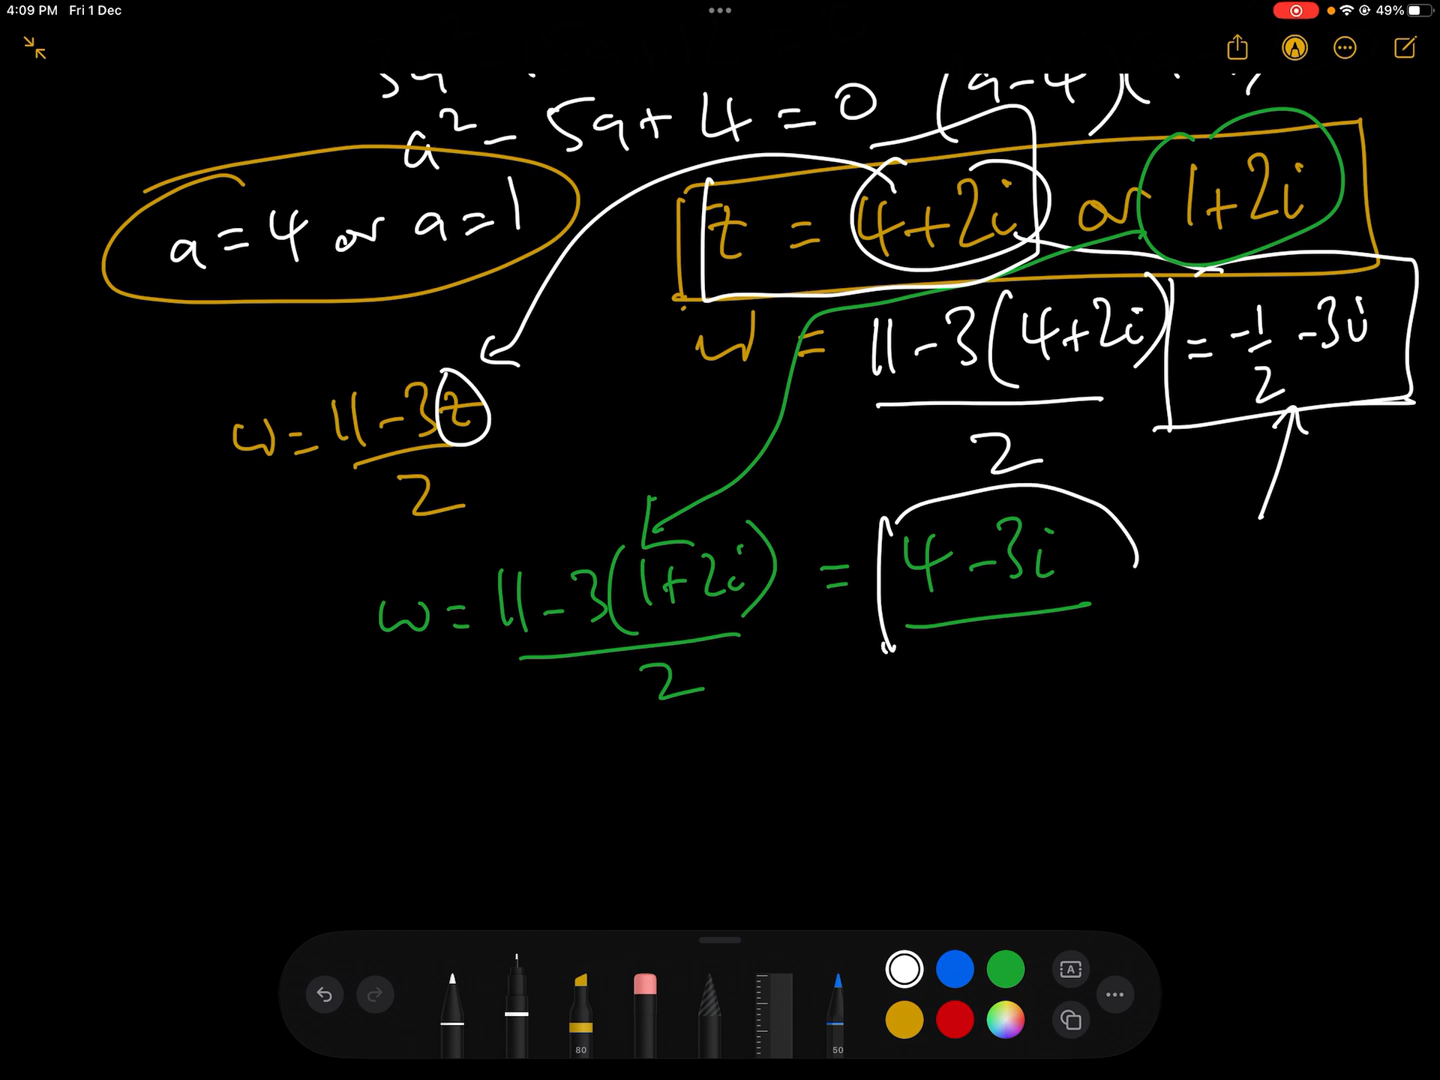 4:09 PM Fri 1 Dec
49%
a² - 5a + 4 = 0 (a-4)(
a = 4 or a = 1
z = 4+2i or 1+2i
w = 11-3(4+2i) / 2 = -1/2 - 3i
w = 11-3z / 2
w = 11-3(1+2i) / 2 = 4-3i
80
50
A